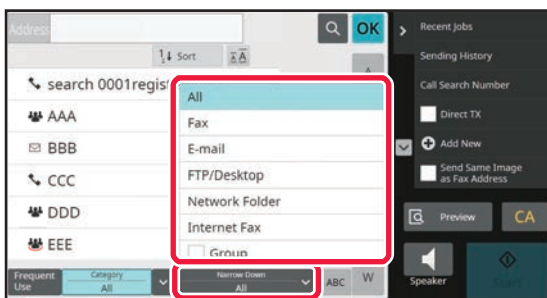 Address
OK
Sort
A
search 0001regist
AAA
BBB
CCC
DDD
EEE
All
Fax
E-mail
FTP/Desktop
Network Folder
Internet Fax
Group
Frequent
Use
Category
All
Narrow Down
All
ABC
W
Recent Jobs
Sending History
Call Search Number
Direct TX
Add New
Send Same Image
as Fax Address
Preview
CA
Speaker
Start